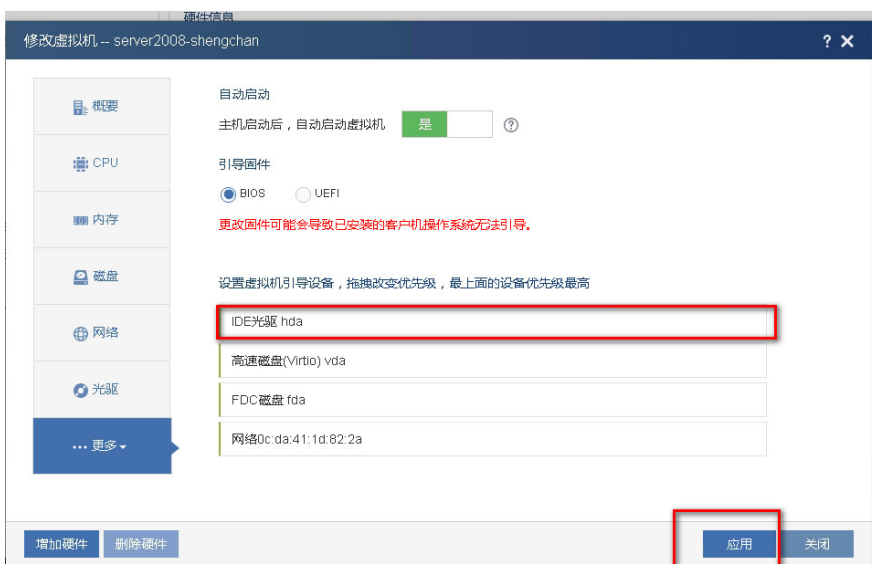 硬件信息
修改虚拟机 -- server2008-shengchan
? ×
概要
CPU
内存
磁盘
网络
光驱
... 更多
自动启动
主机启动后，自动启动虚拟机 是 ?
引导固件
BIOS UEFI
更改固件可能会导致已安装的客户机操作系统无法引导。
设置虚拟机引导设备，拖拽改变优先级，最上面的设备优先级最高
IDE光驱 hda
高速磁盘(Virtio) vda
FDC磁盘 fda
网络0c:da:41:1d:82:2a
增加硬件 删除硬件 应用 关闭